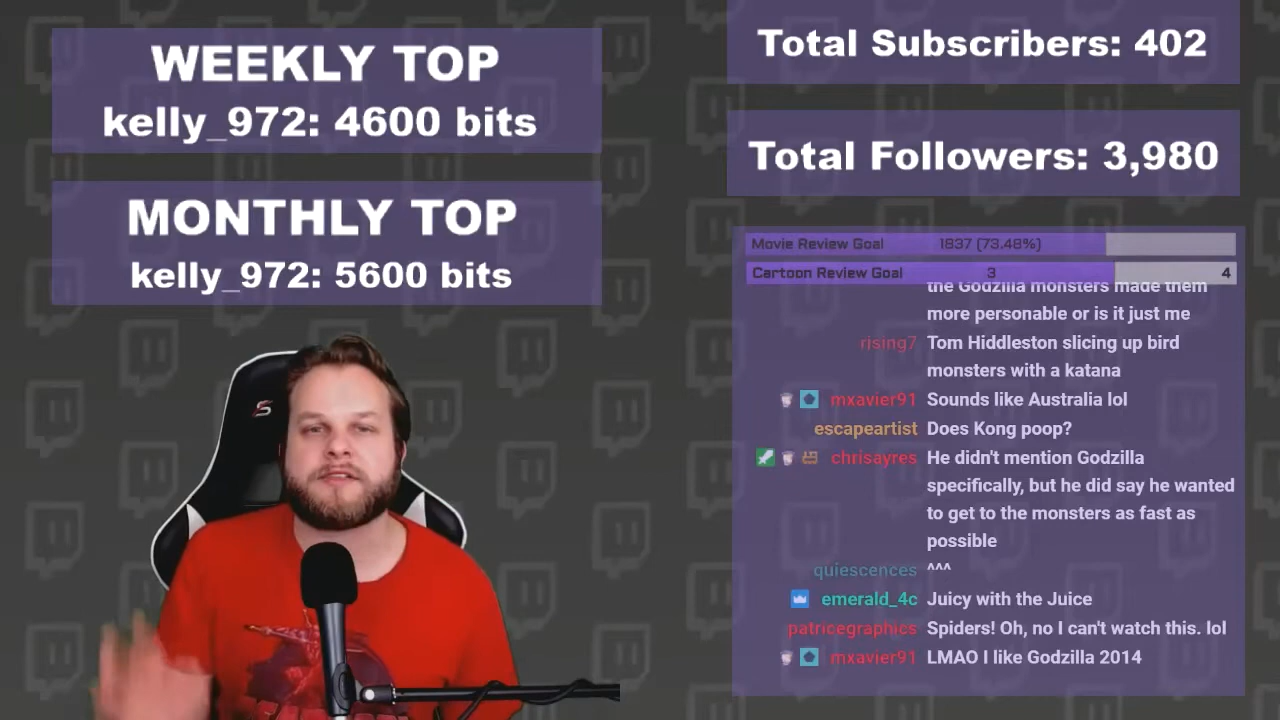 WEEKLY TOP
kelly_972: 4600 bits
MONTHLY TOP
kelly_972: 5600 bits
Total Subscribers: 402
Total Followers: 3,980
Movie Review Goal 1837 (73.48%)
Cartoon Review Goal 3 4
the Godzilla monsters made them
more personable or is it just me
rising7 Tom Hiddleston slicing up bird
monsters with a katana
mxavier91 Sounds like Australia lol
escapeartist Does Kong poop?
chrisayres He didn't mention Godzilla
specifically, but he did say he wanted
to get to the monsters as fast as
possible
quiescences ^^^
emerald_4c Juicy with the Juice
patricegraphics Spiders! Oh, no I can't watch this. lol
mxavier91 LMAO I like Godzilla 2014